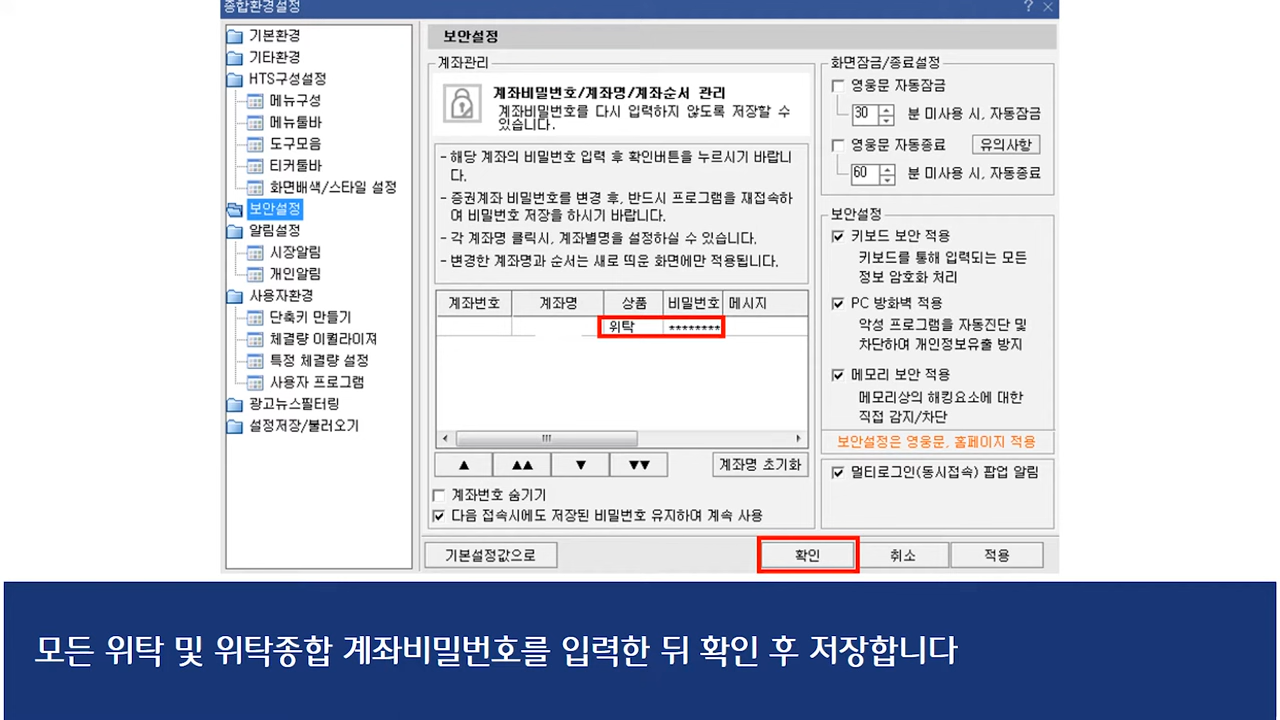 종합환경설정
? ×
기본환경
기타환경
HTS구성설정
메뉴구성
메뉴툴바
도구모음
티커툴바
화면배색/스타일 설정
보안설정
알림설정
시장알림
개인알림
사용자환경
단축키 만들기
체결량 이퀄라이져
특정 체결량 설정
사용자 프로그램
광고뉴스필터링
설정저장/불러오기
보안설정
계좌관리
계좌비밀번호/계좌명/계좌순서 관리
계좌비밀번호를 다시 입력하지 않도록 저장할 수
있습니다.
- 해당 계좌의 비밀번호 입력 후 확인버튼을 누르시기 바랍니
다.
- 증권계좌 비밀번호를 변경 후, 반드시 프로그램을 재접속하
여 비밀번호 저장을 하시기 바랍니다.
- 각 계좌명 클릭시, 계좌별명을 설정하실 수 있습니다.
- 변경한 계좌명과 순서는 새로 띄운 화면에만 적용됩니다.
계좌번호 계좌명 상품 비밀번호 메시지
위탁 ********
▲ ▲▲ ▼ ▼▼ 계좌명 초기화
계좌번호 숨기기
다음 접속시에도 저장된 비밀번호 유지하여 계속 사용
화면잠금/종료설정
영웅문 자동잠금
30 분 미사용 시, 자동잠금
영웅문 자동종료 유의사항
60 분 미사용 시, 자동종료
보안설정
키보드 보안 적용
키보드를 통해 입력되는 모든
정보 암호화 처리
PC 방화벽 적용
악성 프로그램을 자동진단 및
차단하여 개인정보유출 방지
메모리 보안 적용
메모리상의 해킹요소에 대한
직접 감지/차단
보안설정은 영웅문, 홈페이지 적용
멀티로그인(동시접속) 팝업 알림
기본설정값으로 확인 취소 적용
모든 위탁 및 위탁종합 계좌비밀번호를 입력한 뒤 확인 후 저장합니다